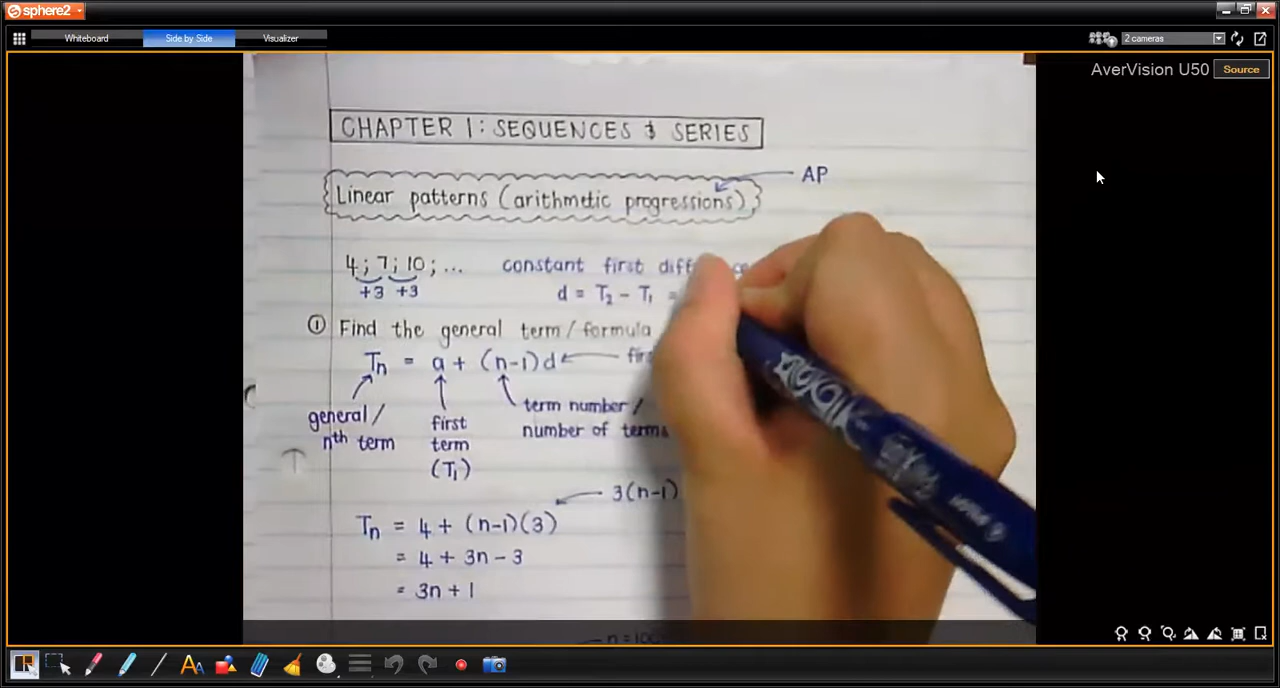 sphere2
Whiteboard Side by Side Visualizer 2 cameras
AverVision U50 Source
CHAPTER 1: SEQUENCES & SERIES
AP
Linear patterns (arithmetic progressions)
4; 7; 10; ... constant first
+3 +3 d = T₂ - T₁ =
① Find the general term / formula
Tn = a + (n-1)d
general / first term number /
nth term term number of terms
(T₁)
3(n-1)
Tn = 4 + (n-1)(3)
= 4 + 3n - 3
= 3n + 1